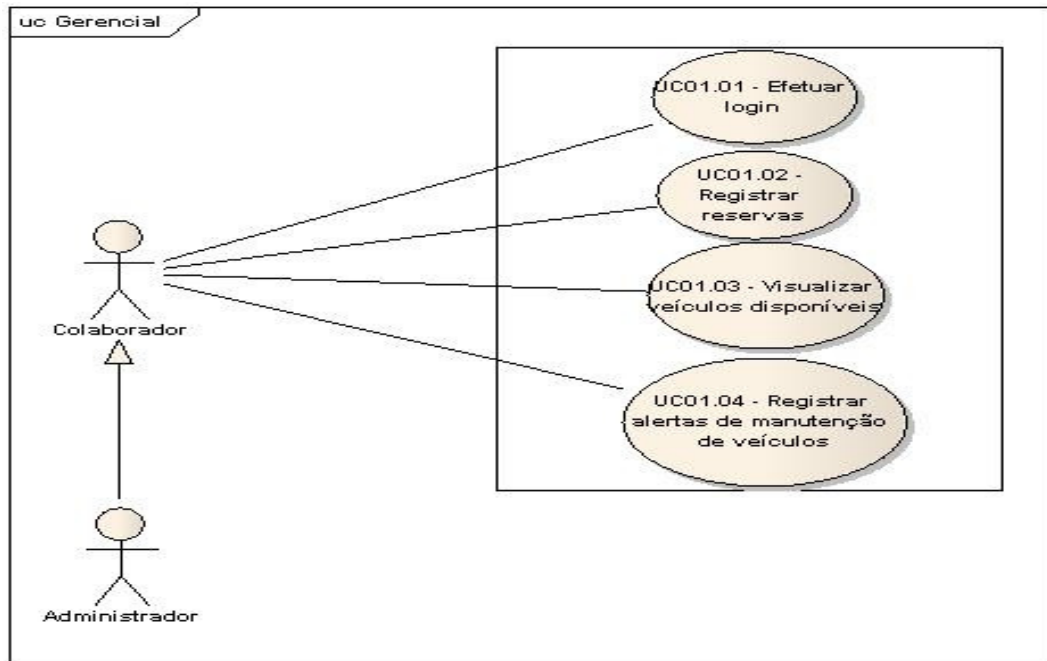 uc Gerencial
UC01.01 - Efetuar
login
UC01.02 -
Registrar
reservas
UC01.03 - Visualizar
veículos disponíveis
Colaborador
UC01.04 - Registrar
alertas de manutenção
de veículos
Administrador